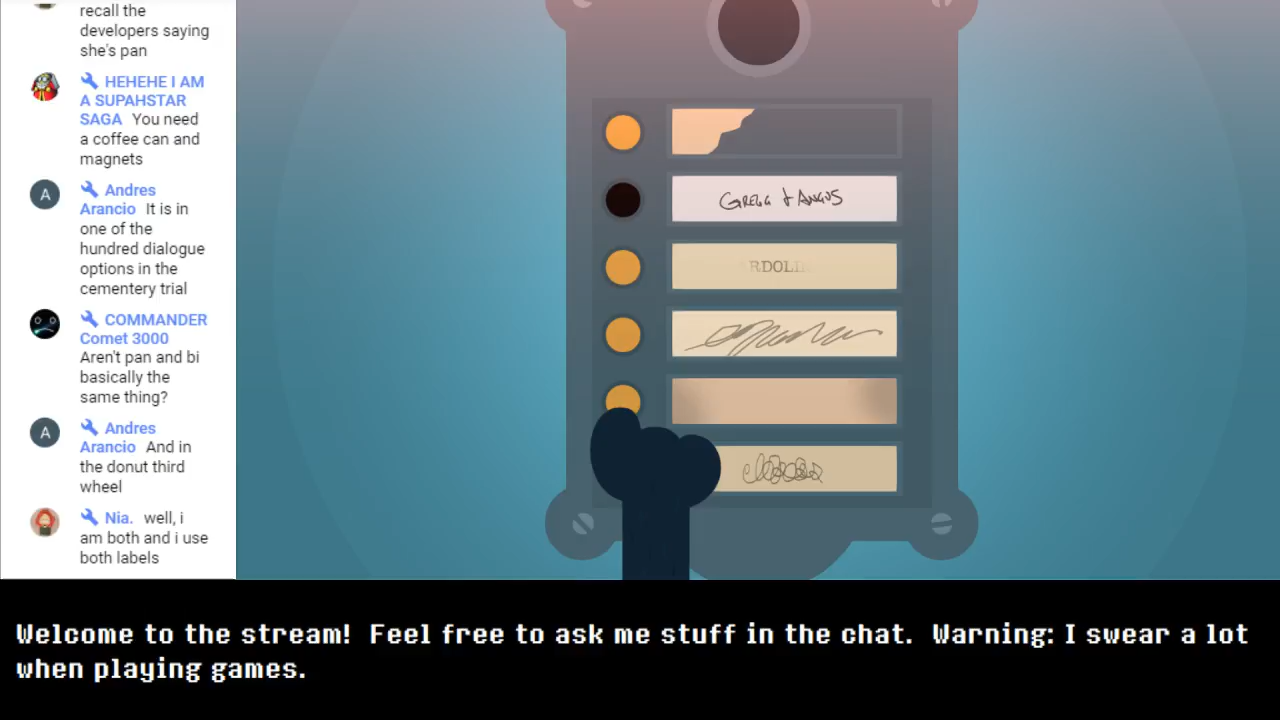 recall the
developers saying
she's pan
HEHEHE I AM
A SUPAHSTAR
SAGA You need
a coffee can and
magnets
A Andres
Arancio It is in
one of the
hundred dialogue
options in the
cementery trial
COMMANDER
Comet 3000
Aren't pan and bi
basically the
same thing?
A Andres
Arancio And in
the donut third
wheel
Nia. well, i
am both and i use
both labels
GREGG + ANGUS
RDOLI
Welcome to the stream! Feel free to ask me stuff in the chat. Warning: I swear a lot
when playing games.